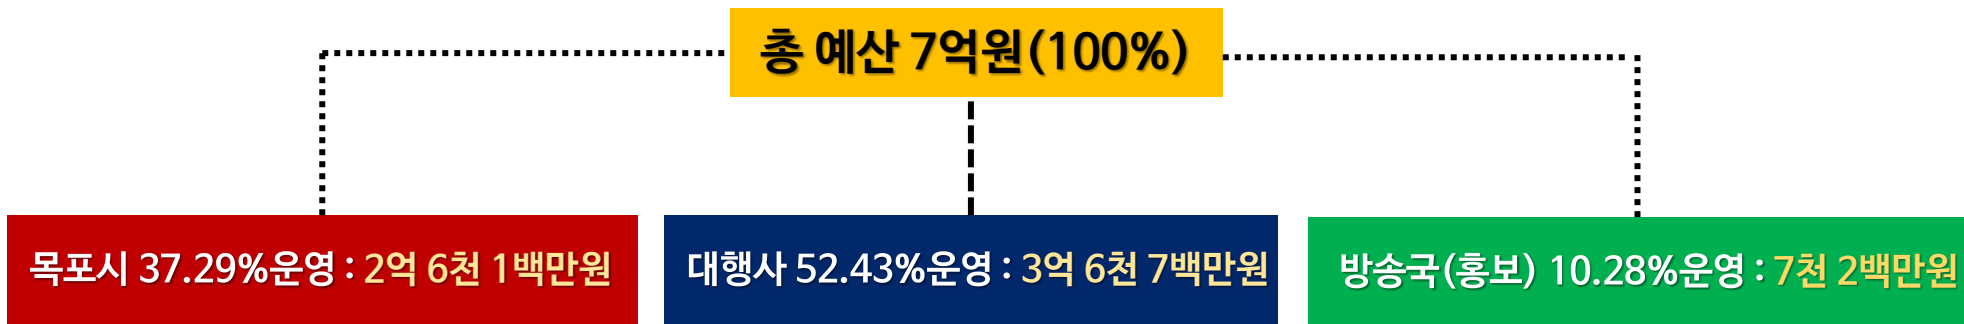 총 예산 7억원(100%)
목포시 37.29%운영 : 2억 6천 1백만원
대행사 52.43%운영 : 3억 6천 7백만원
방송국(홍보) 10.28%운영 : 7천 2백만원